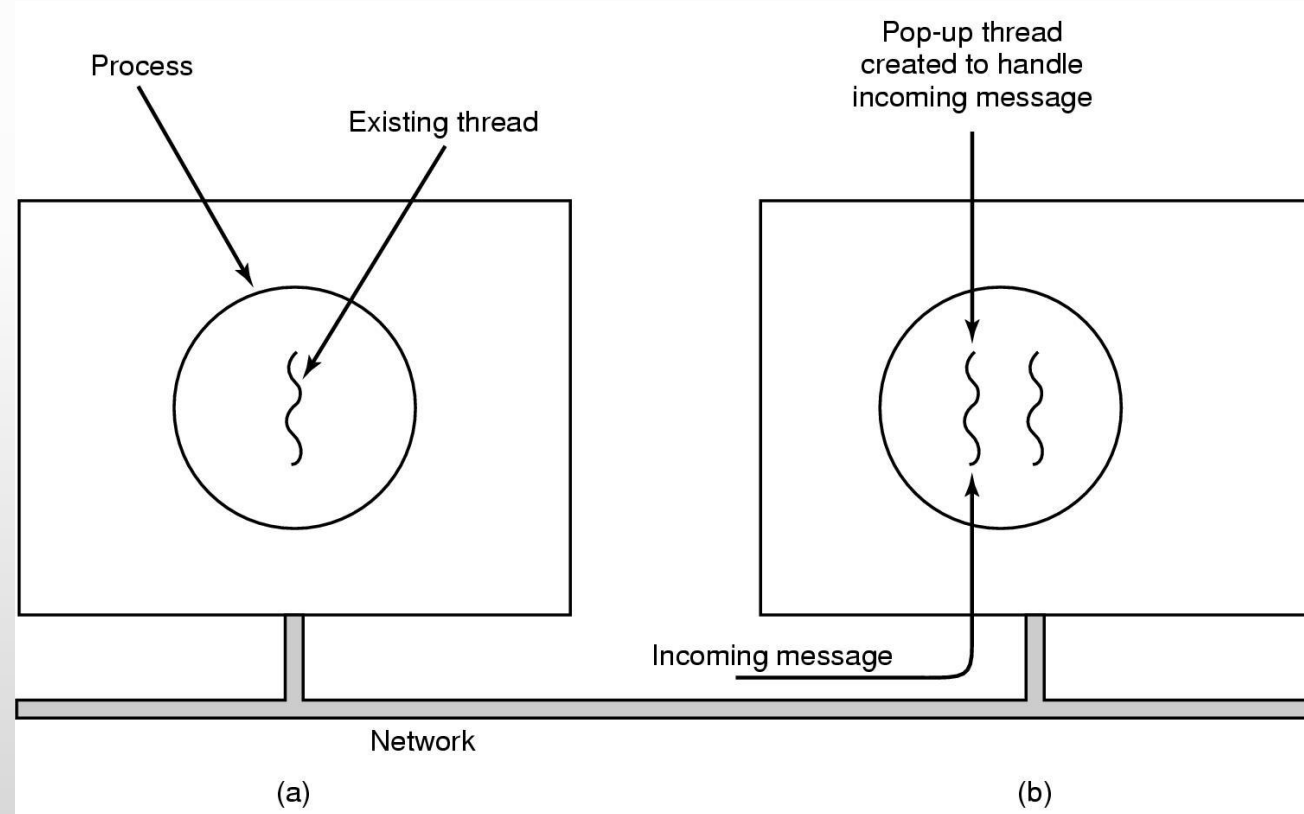 Process
Existing thread
Pop-up thread
created to handle
incoming message
Incoming message
Network
(a)
(b)